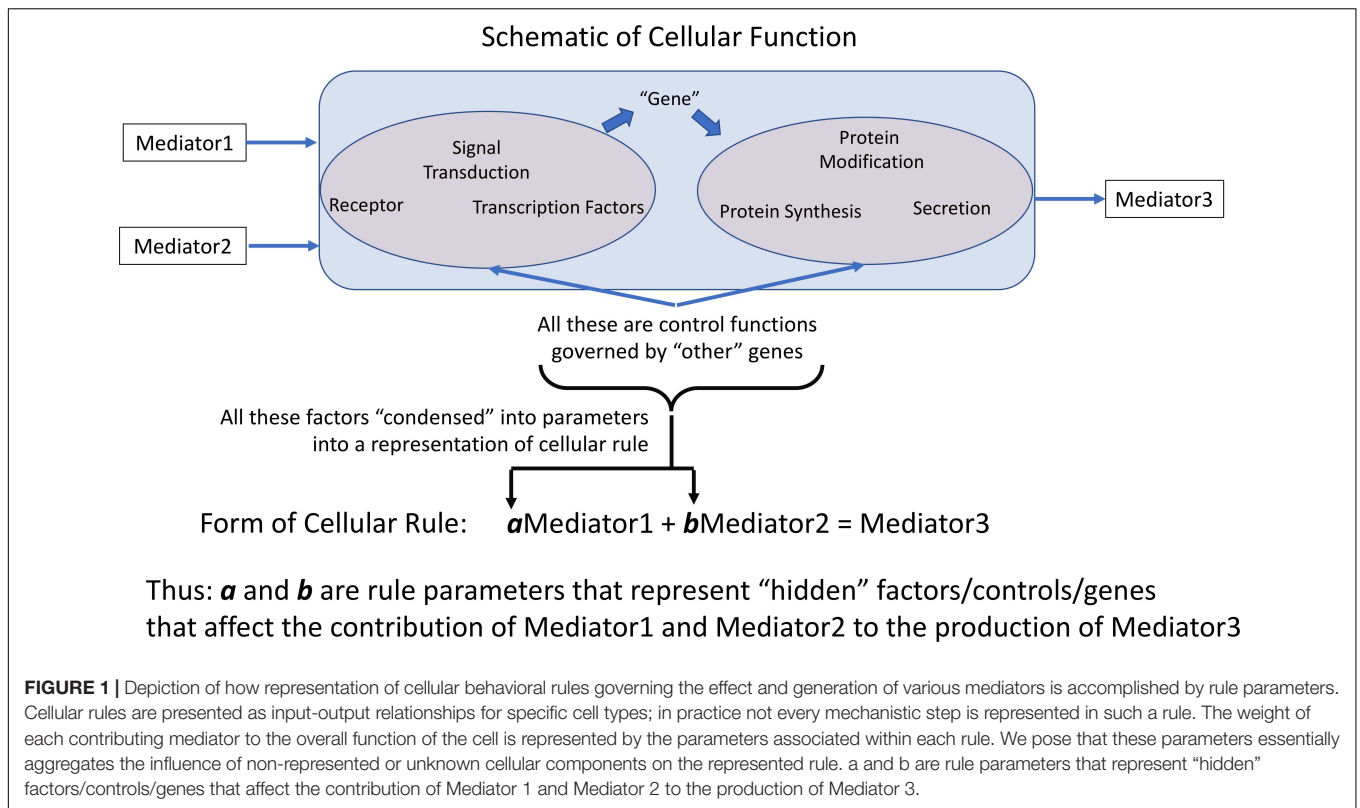 Schematic of Cellular Function
"Gene"
Mediator1
Signal
Transduction
Receptor
Transcription Factors
Protein
Modification
Protein Synthesis
Secretion
Mediator3
Mediator2
All these are control functions
governed by "other" genes
All these factors "condensed" into parameters
into a representation of cellular rule
Form of Cellular Rule: aMediator1 + bMediator2 = Mediator3
Thus: a and b are rule parameters that represent "hidden" factors/controls/genes
that affect the contribution of Mediator1 and Mediator2 to the production of Mediator3
FIGURE 1 | Depiction of how representation of cellular behavioral rules governing the effect and generation of various mediators is accomplished by rule parameters.
Cellular rules are presented as input-output relationships for specific cell types; in practice not every mechanistic step is represented in such a rule. The weight of
each contributing mediator to the overall function of the cell is represented by the parameters associated within each rule. We pose that these parameters essentially
aggregates the influence of non-represented or unknown cellular components on the represented rule. a and b are rule parameters that represent "hidden"
factors/controls/genes that affect the contribution of Mediator 1 and Mediator 2 to the production of Mediator 3.